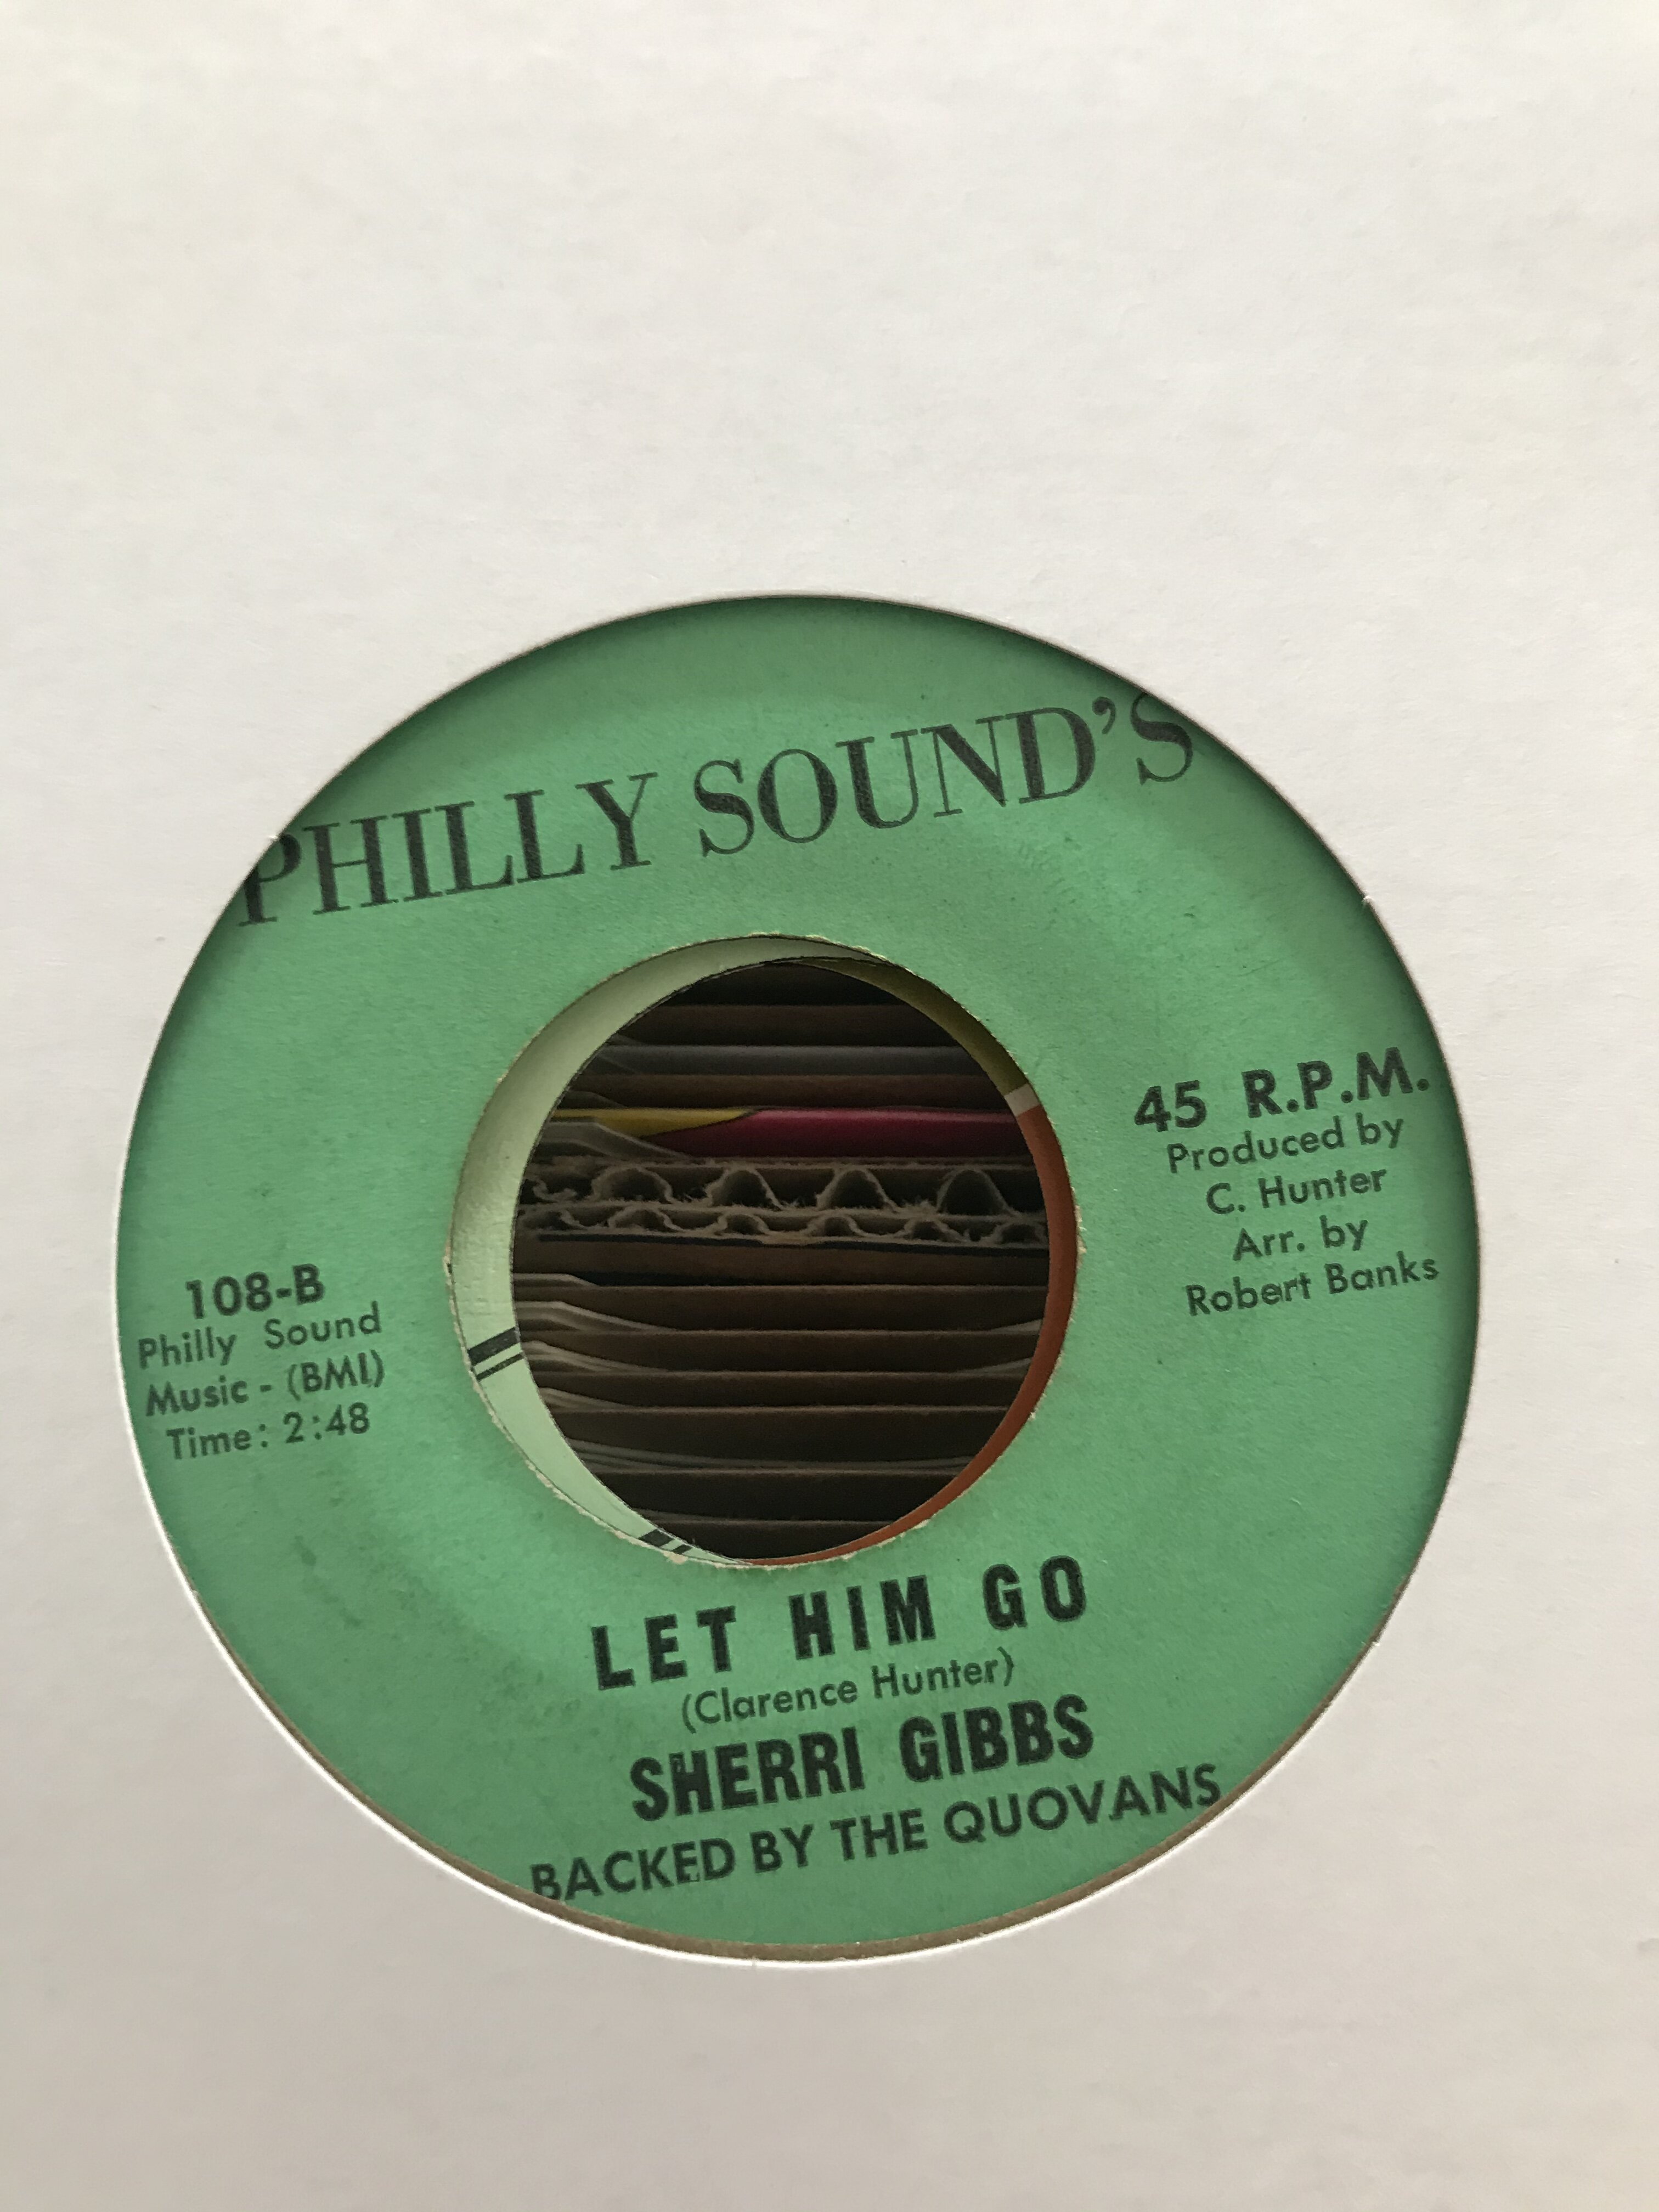 PHILLY SOUND'S
45 R.P.M.
Produced by
C. Hunter
Arr. by
Robert Banks
108-B
Philly Sound
Music - (BMI)
Time: 2:48
LET HIM GO
(Clarence Hunter)
SHERRI GIBBS
BACKED BY THE QUOVANS